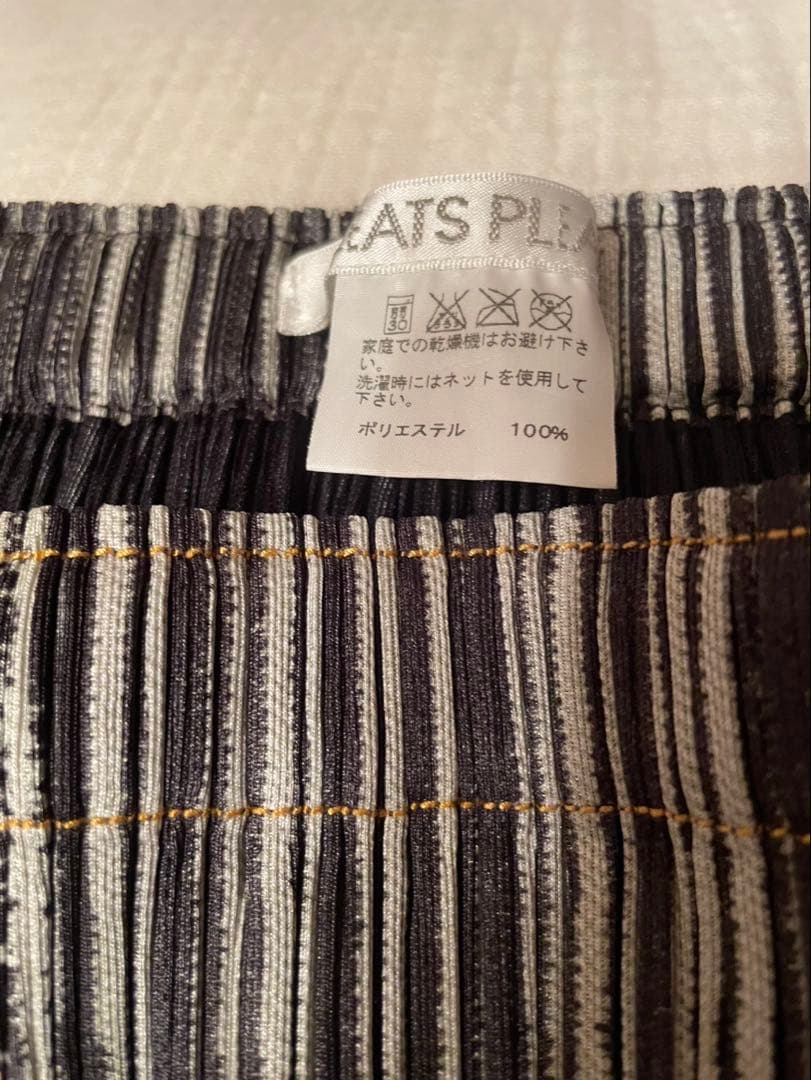 EATS PLEA
30
家庭での乾燥機はお避け下さ
い。
洗濯時にはネットを使用して
下さい。
ポリエステル 100%